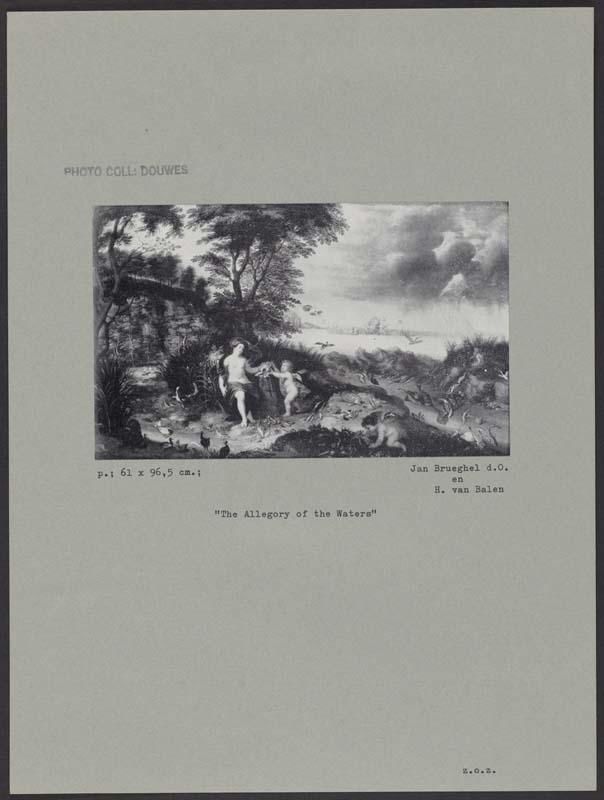 PHOTO COLL: DOUWES
p.; 61 x 96,5 cm.;
Jan Brueghel d.O.
en
H. van Balen
"The Allegory of the Waters"
z.o.z.